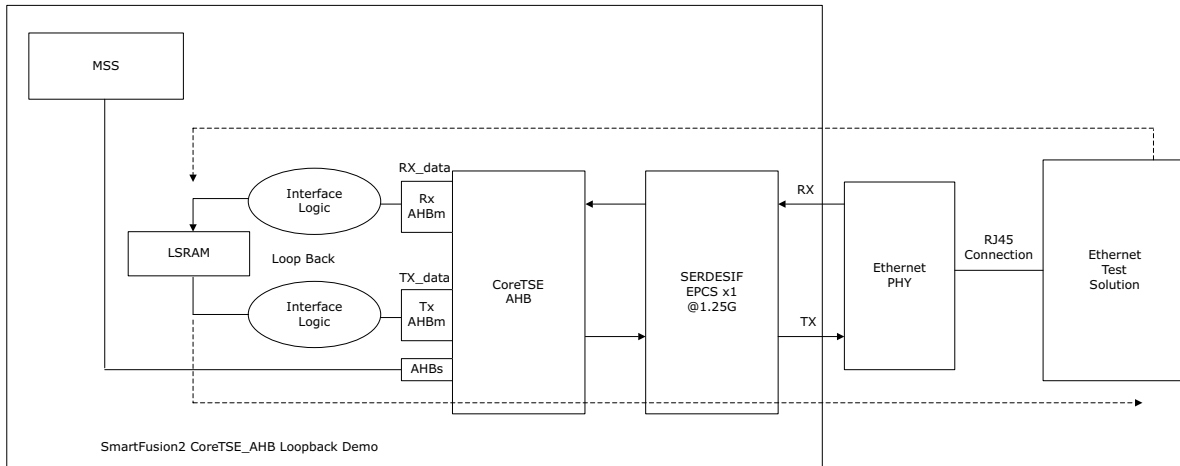 MSS
RX_data
Interface
Logic
Rx
AHBm
RX
LSRAM
Loop Back
RJ45
Connection
TX_data
CoreTSE
AHB
SERDESIF
EPCS x1
@1.25G
Ethernet
PHY
Ethernet
Test
Solution
Interface
Logic
Tx
AHBm
TX
AHBs
SmartFusion2 CoreTSE_AHB Loopback Demo